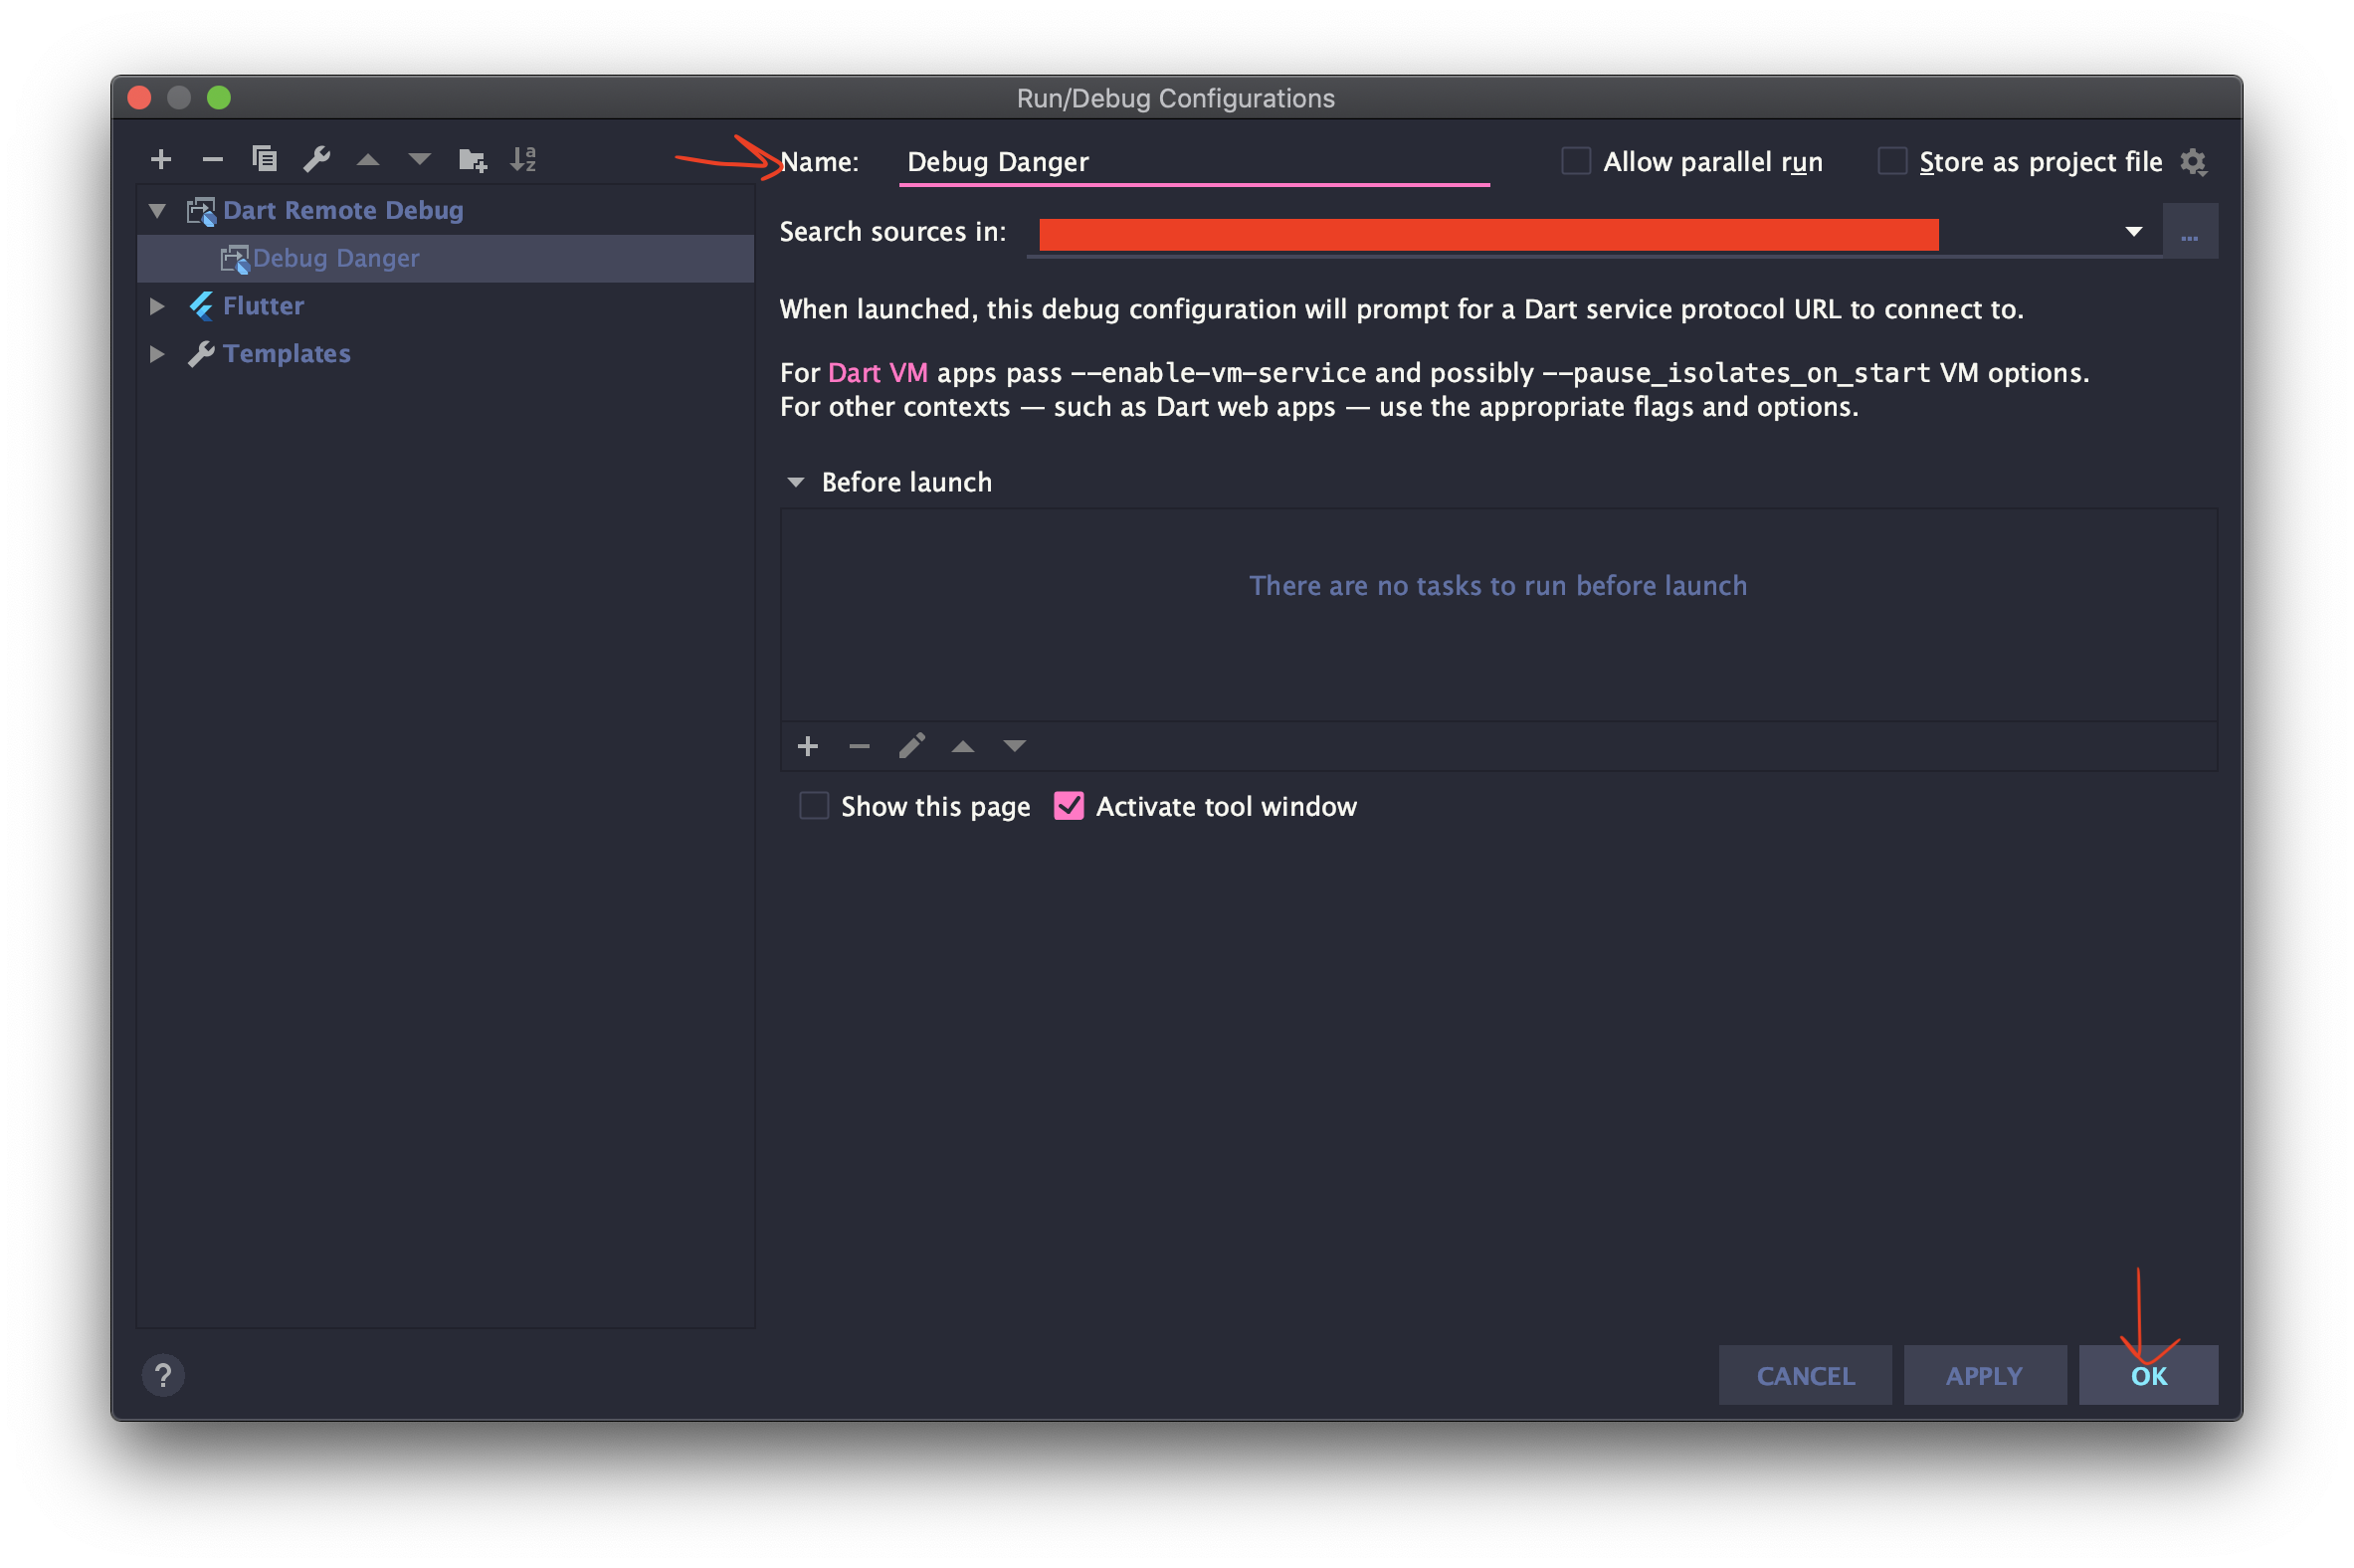 Run/Debug Configurations
Name: Debug Danger
Allow parallel run
Store as project file
Dart Remote Debug
Debug Danger
Flutter
Templates
Search sources in:
...
When launched, this debug configuration will prompt for a Dart service protocol URL to connect to.
For Dart VM apps pass --enable-vm-service and possibly --pause_isolates_on_start VM options.
For other contexts — such as Dart web apps — use the appropriate flags and options.
Before launch
There are no tasks to run before launch
Show this page
Activate tool window
?
CANCEL
APPLY
OK